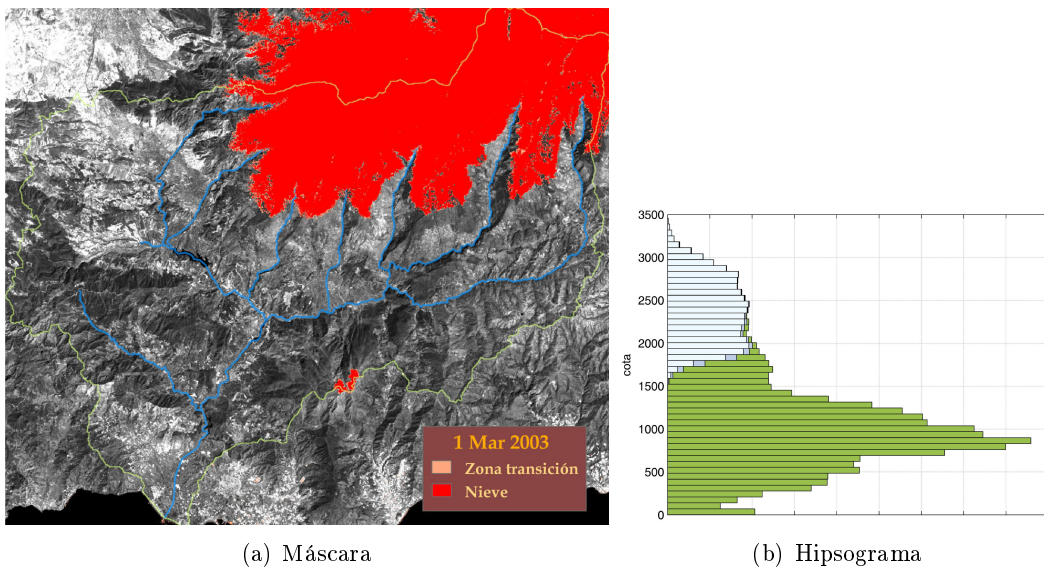 1 Mar 2003
Zona transición
Nieve
(a) Máscara
3500
3000
2500
2000
1500
1000
500
0
cota
(b) Hipsograma